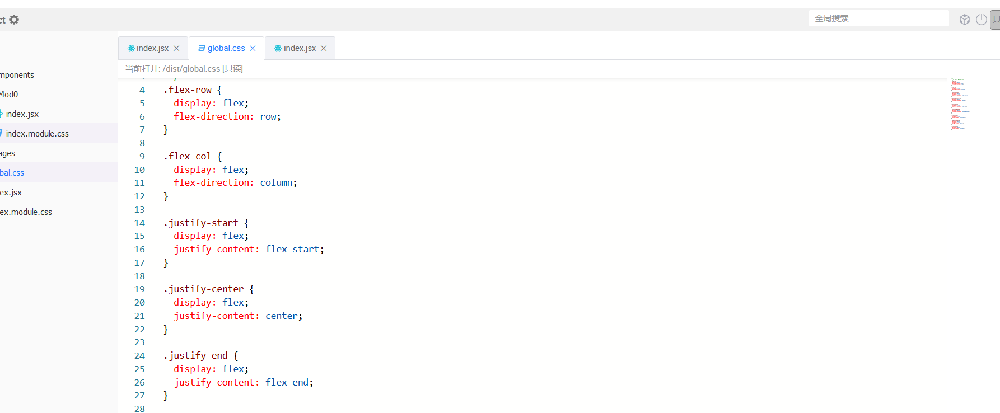 ct
全局搜索
index.jsx
global.css
index.jsx
当前打开: /dist/global.css [只读]
mponents
Mod0
index.jsx
index.module.css
ages
bal.css
ex.jsx
ex.module.css
4 .flex-row {
5 display: flex;
6 flex-direction: row;
7 }
8
9 .flex-col {
10 display: flex;
11 flex-direction: column;
12 }
13
14 .justify-start {
15 display: flex;
16 justify-content: flex-start;
17 }
18
19 .justify-center {
20 display: flex;
21 justify-content: center;
22 }
23
24 .justify-end {
25 display: flex;
26 justify-content: flex-end;
27 }
28